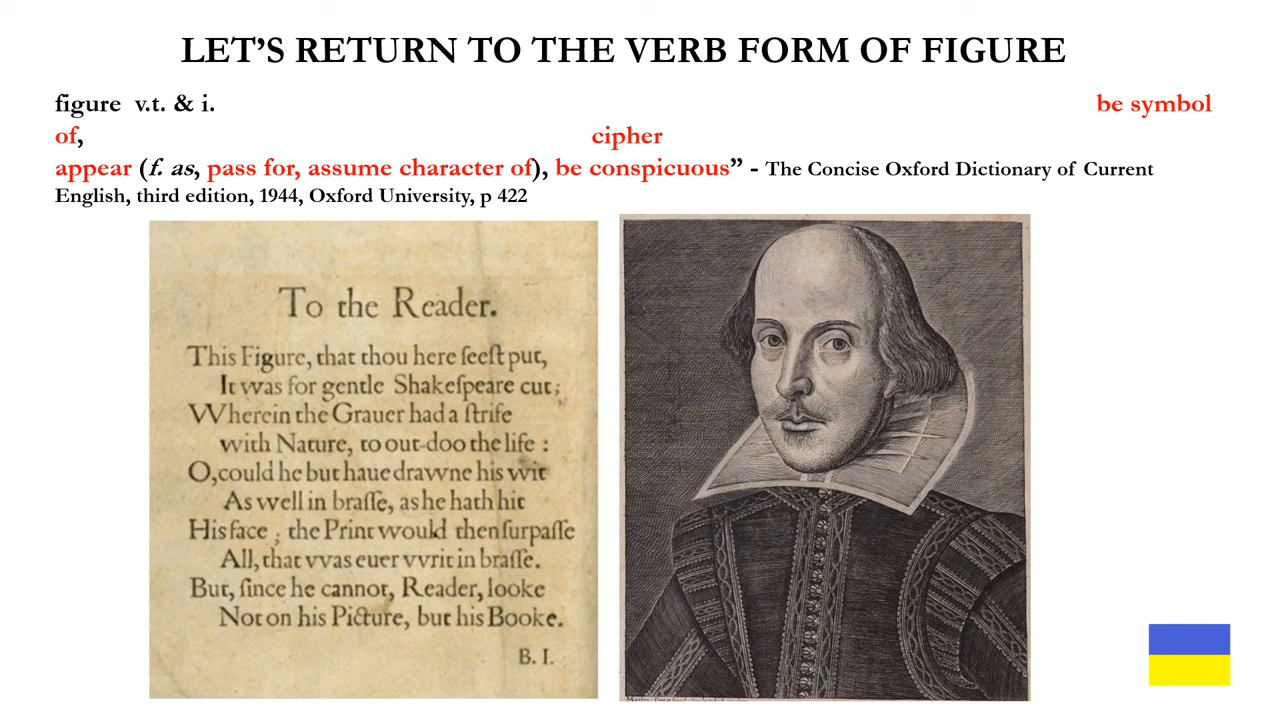 LET’S RETURN TO THE VERB FORM OF FIGURE
figure v.t. & i. be symbol
of, cipher
appear (f. as, pass for, assume character of), be conspicuous” - The Concise Oxford Dictionary of Current
English, third edition, 1944, Oxford University, p 422
To the Reader.
This Figure, that thou here ſeeſt put,
It was for gentle Shakeſpeare cut;
VVherein the Grauer had a ſtrife
with Nature, to out-doo the life :
O, could he but haue drawne his wit
As well in braſſe, as he hath hit
His face ; the Print would then ſurpaſſe
All, that vvas euer vvrit in braſſe.
But, ſince he cannot, Reader, looke
Not on his Picture, but his Booke.
B. I.